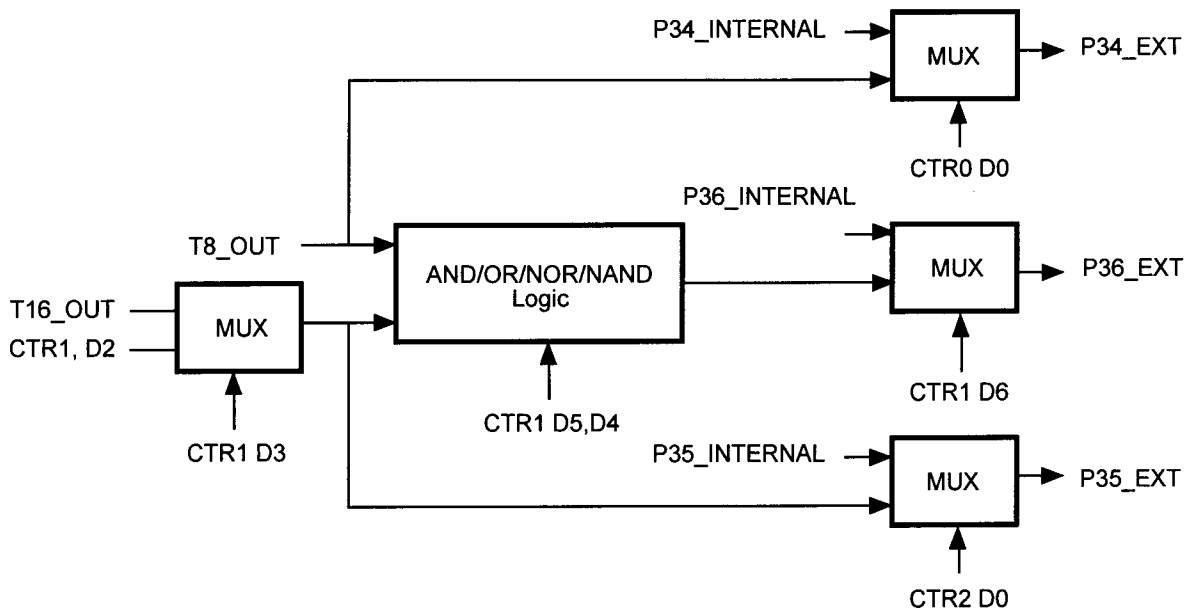 P34_INTERNAL
MUX
P34_EXT
CTR0 D0
P36_INTERNAL
T8_OUT
AND/OR/NOR/NAND
Logic
MUX
P36_EXT
T16_OUT
MUX
CTR1, D2
CTR1 D6
CTR1 D5,D4
CTR1 D3
P35_INTERNAL
MUX
P35_EXT
CTR2 D0